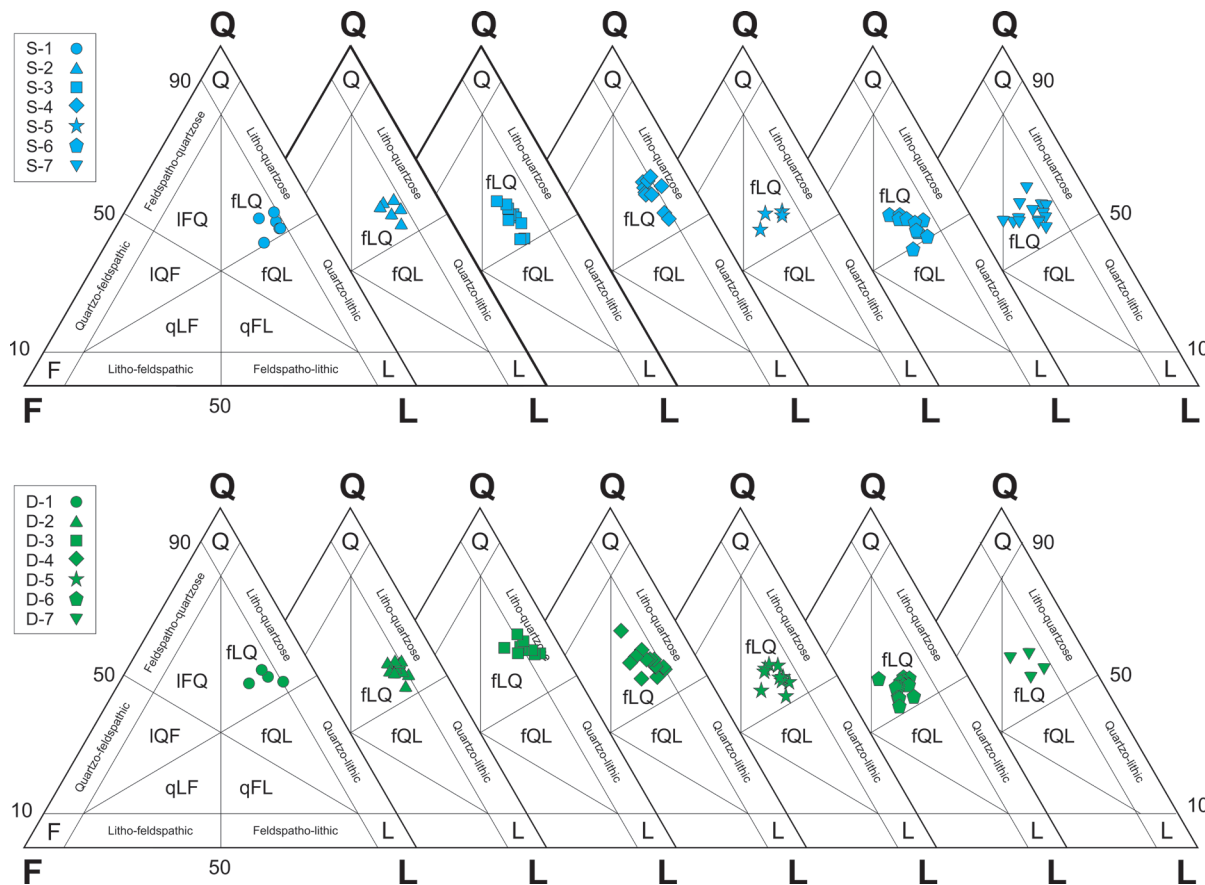 Q Q Q Q Q Q Q
S-1
S-2
S-3
S-4
S-5
S-6
S-7
90 Q Q Q Q Q Q Q 90
Feldspatho-quartzose Litho-quartzose Litho-quartzose Litho-quartzose Litho-quartzose Litho-quartzose Litho-quartzose Litho-quartzose
50 lFQ fLQ fLQ fLQ fLQ fLQ fLQ fLQ 50
Quartzo-feldspathic Quartzo-lithic Quartzo-lithic Quartzo-lithic Quartzo-lithic Quartzo-lithic Quartzo-lithic Quartzo-lithic
lQF fQL fQL fQL fQL fQL fQL fQL
qLF qFL
10 F Litho-feldspathic Feldspatho-lithic L L L L L L L 10
F 50 L L L L L L L
Q Q Q Q Q Q Q
D-1
D-2
D-3
D-4
D-5
D-6
D-7
90 Q Q Q Q Q Q Q 90
Feldspatho-quartzose Litho-quartzose Litho-quartzose Litho-quartzose Litho-quartzose Litho-quartzose Litho-quartzose Litho-quartzose
50 lFQ fLQ fLQ fLQ fLQ fLQ fLQ fLQ 50
Quartzo-feldspathic Quartzo-lithic Quartzo-lithic Quartzo-lithic Quartzo-lithic Quartzo-lithic Quartzo-lithic Quartzo-lithic
lQF fQL fQL fQL fQL fQL fQL fQL
qLF qFL
10 F Litho-feldspathic Feldspatho-lithic L L L L L L L 10
F 50 L L L L L L L